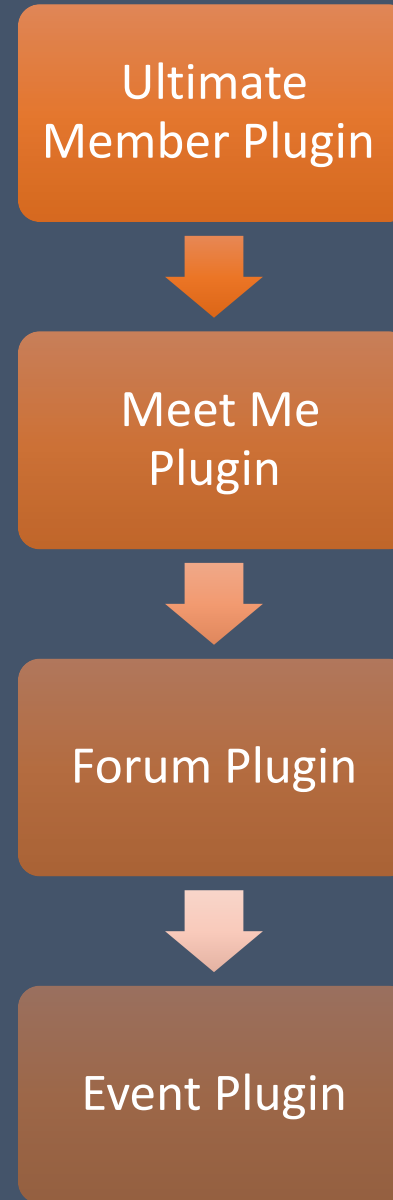 Ultimate
Member Plugin
Meet Me
Plugin
Forum Plugin
Event Plugin